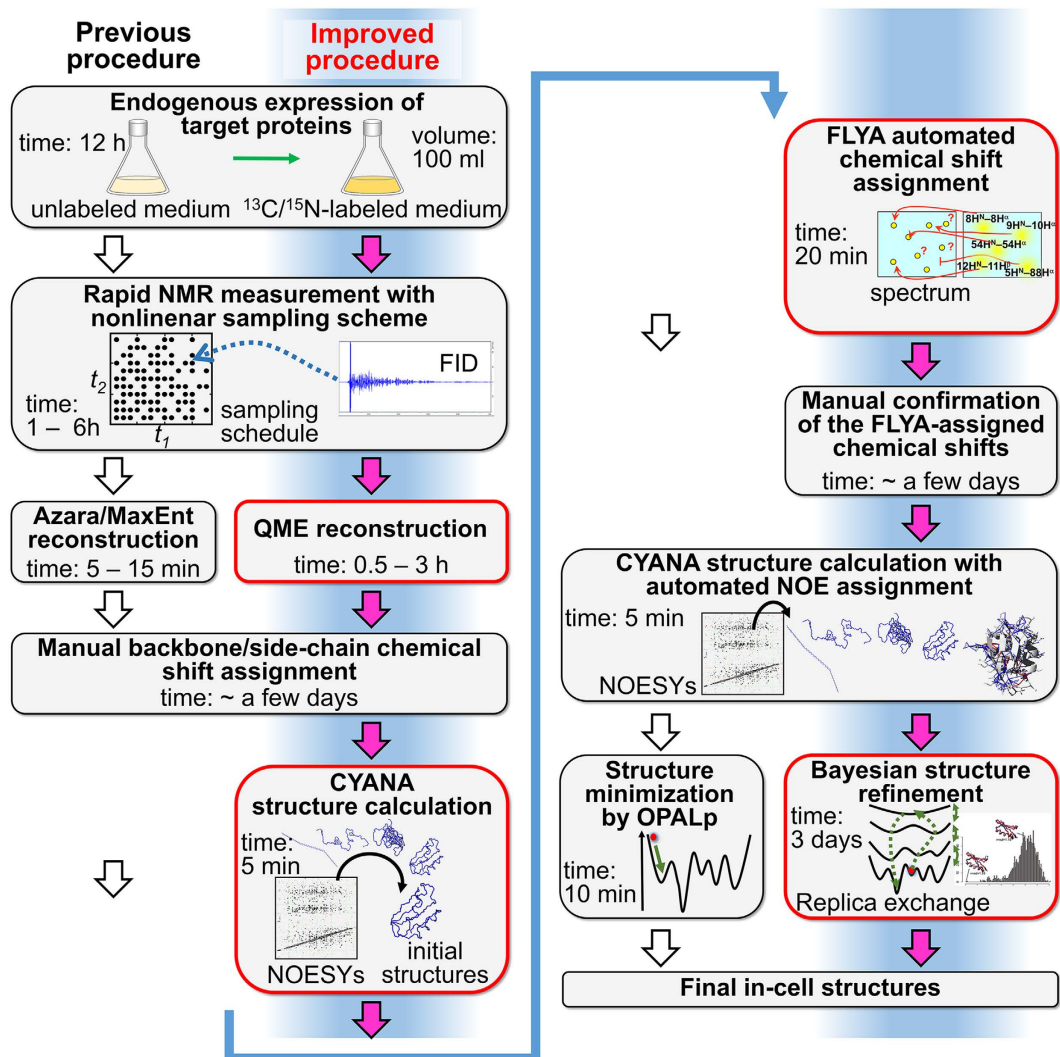 Previous
procedure
Improved
procedure
Endogenous expression of
target proteins
time: 12 h
volume:
100 ml
unlabeled medium
¹³C/¹⁵N-labeled medium
Rapid NMR measurement with
nonlinenar sampling scheme
t₂
time:
1 – 6h
t₁
sampling
schedule
FID
Azara/MaxEnt
reconstruction
time: 5 – 15 min
QME reconstruction
time: 0.5 – 3 h
Manual backbone/side-chain chemical
shift assignment
time: ~ a few days
CYANA
structure calculation
time:
5 min
NOESYs
initial
structures
FLYA automated
chemical shift
assignment
time:
20 min
? ? ?
8Hᴺ–8Hᵅ
9Hᴺ–10Hᵅ
54Hᴺ–54Hᵅ
12Hᴺ–11Hᵝ
5Hᴺ–88Hᵅ
spectrum
Manual confirmation
of the FLYA-assigned
chemical shifts
time: ~ a few days
CYANA structure calculation with
automated NOE assignment
time: 5 min
NOESYs
Structure
minimization
by OPALp
time:
10 min
Bayesian structure
refinement
time:
3 days
Replica exchange
Final in-cell structures